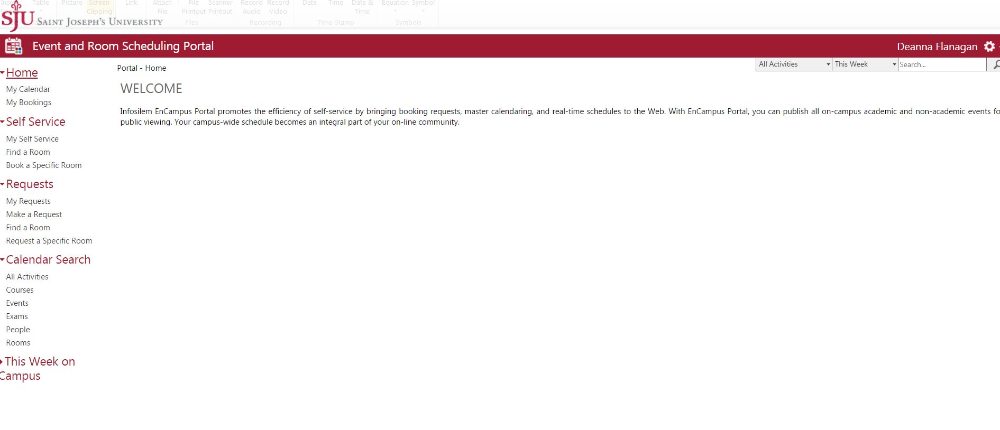 Inser
Table
Picture
Screen
Clipping
Link
Attach
File
File
Printout
Scanner
Printout
Record
Audio
Record
Video
Date
Time
Date &
Time
Equation
Symbol
Files
Recording
Time Stamp
Symbols
SJU SAINT JOSEPH'S UNIVERSITY
Event and Room Scheduling Portal
Deanna Flanagan
Portal - Home
All Activities
This Week
Search...
Home
My Calendar
My Bookings
Self Service
My Self Service
Find a Room
Book a Specific Room
Requests
My Requests
Make a Request
Find a Room
Request a Specific Room
Calendar Search
All Activities
Courses
Events
Exams
People
Rooms
This Week on
Campus
WELCOME
Infosilem EnCampus Portal promotes the efficiency of self-service by bringing booking requests, master calendaring, and real-time schedules to the Web. With EnCampus Portal, you can publish all on-campus academic and non-academic events fo
public viewing. Your campus-wide schedule becomes an integral part of your on-line community.